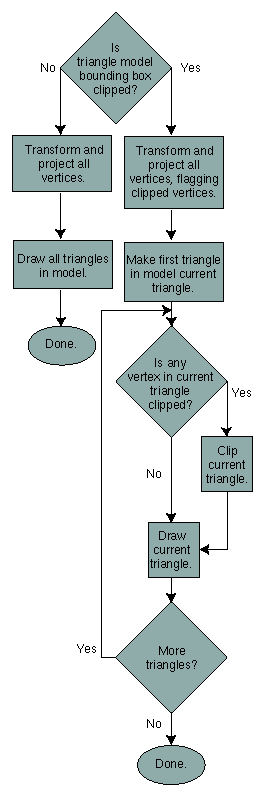 Is
triangle model
bounding box
clipped?
No
Yes
Transform and
project all
vertices.
Transform and
project all
vertices, flagging
clipped vertices.
Draw all triangles
in model.
Make first triangle
in model current
triangle.
Done.
Is any
vertex in current
triangle
clipped?
Yes
No
Clip
current
triangle.
Draw
current
triangle.
More
triangles?
Yes
No
Done.